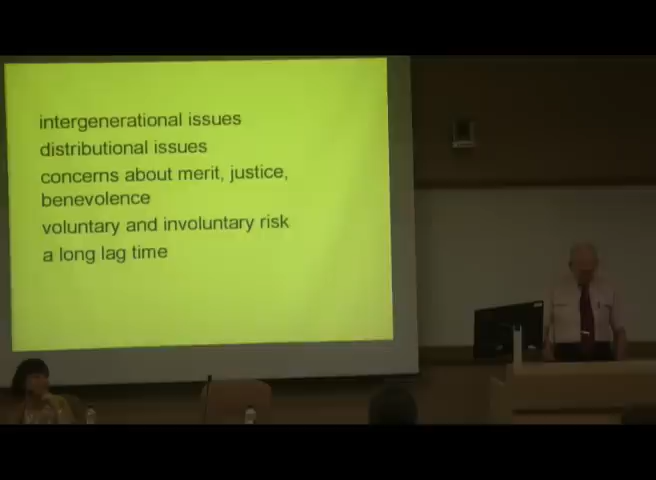 intergenerational issues
distributional issues
concerns about merit, justice,
benevolence
voluntary and involuntary risk
a long lag time